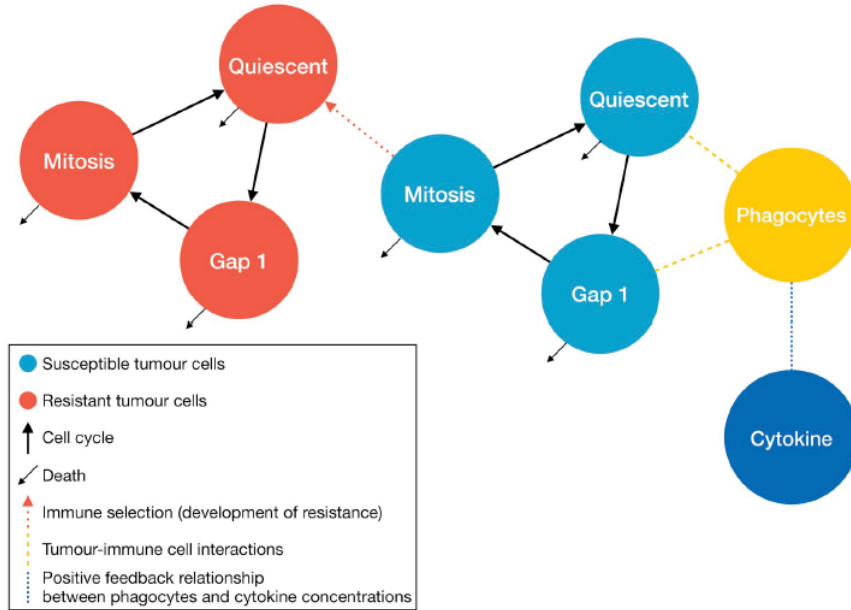 Quiescent
Mitosis
Gap 1
Quiescent
Mitosis
Gap 1
Phagocytes
Cytokine
Susceptible tumour cells
Resistant tumour cells
Cell cycle
Death
Immune selection (development of resistance)
Tumour-immune cell interactions
Positive feedback relationship
between phagocytes and cytokine concentrations